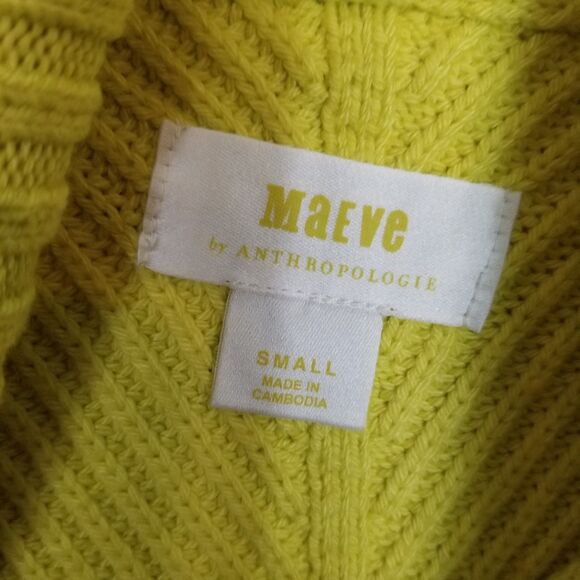 MaEve
by ANTHROPOLOGIE
SMALL
MADE IN
CAMBODIA